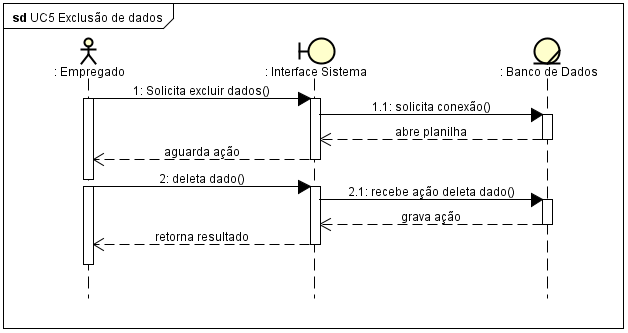 sd UC5 Exclusão de dados
: Empregado
: Interface Sistema
: Banco de Dados
1: Solicita excluir dados()
1.1: solicita conexão()
abre planilha
aguarda ação
2: deleta dado()
2.1: recebe ação deleta dado()
grava ação
retorna resultado